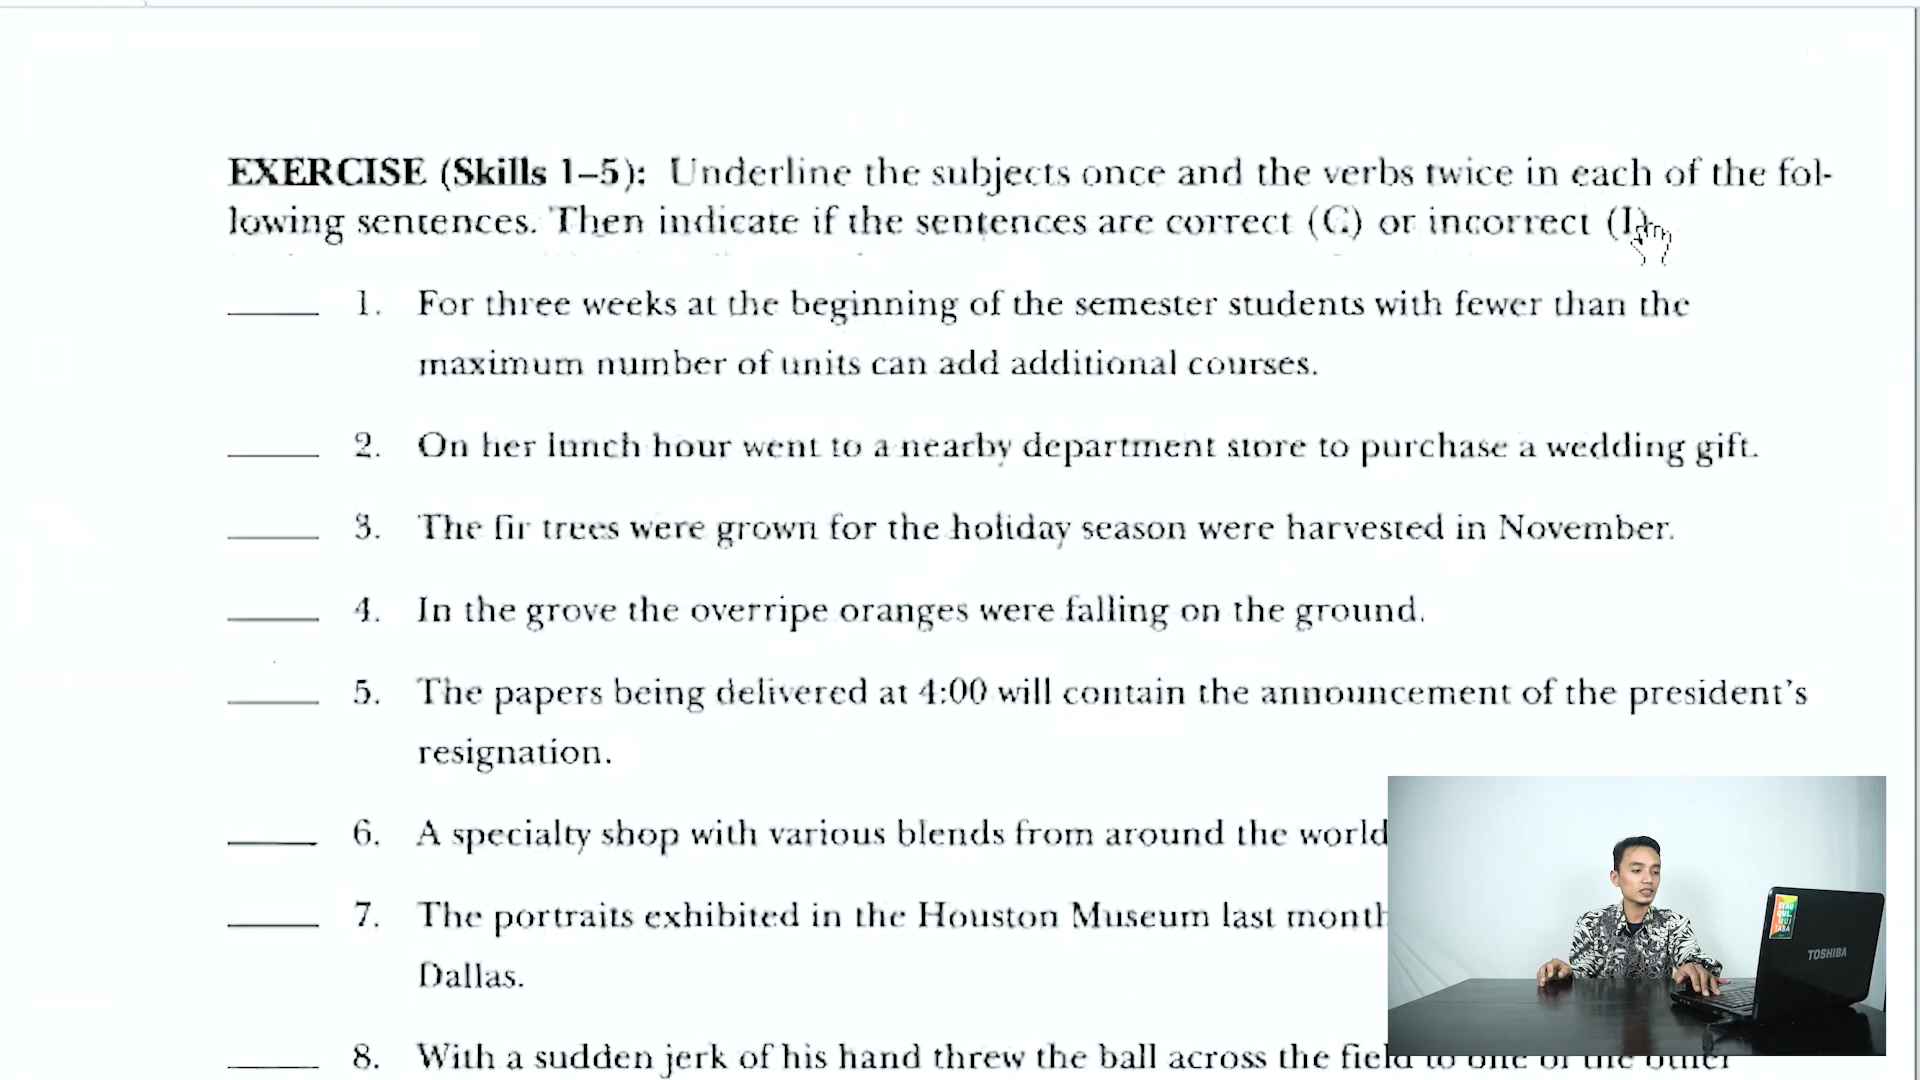 EXERCISE (Skills 1–5): Underline the subjects once and the verbs twice in each of the fol-
lowing sentences. Then indicate if the sentences are correct (C) or incorrect (I).
1. For three weeks at the beginning of the semester students with fewer than the
maximum number of units can add additional courses.
2. On her lunch hour went to a nearby department store to purchase a wedding gift.
3. The fir trees were grown for the holiday season were harvested in November.
4. In the grove the overripe oranges were falling on the ground.
5. The papers being delivered at 4:00 will contain the announcement of the president's
resignation.
6. A specialty shop with various blends from around the world
7. The portraits exhibited in the Houston Museum last month
Dallas.
8. With a sudden jerk of his hand threw the ball across the field to one of the other
TOSHIBA